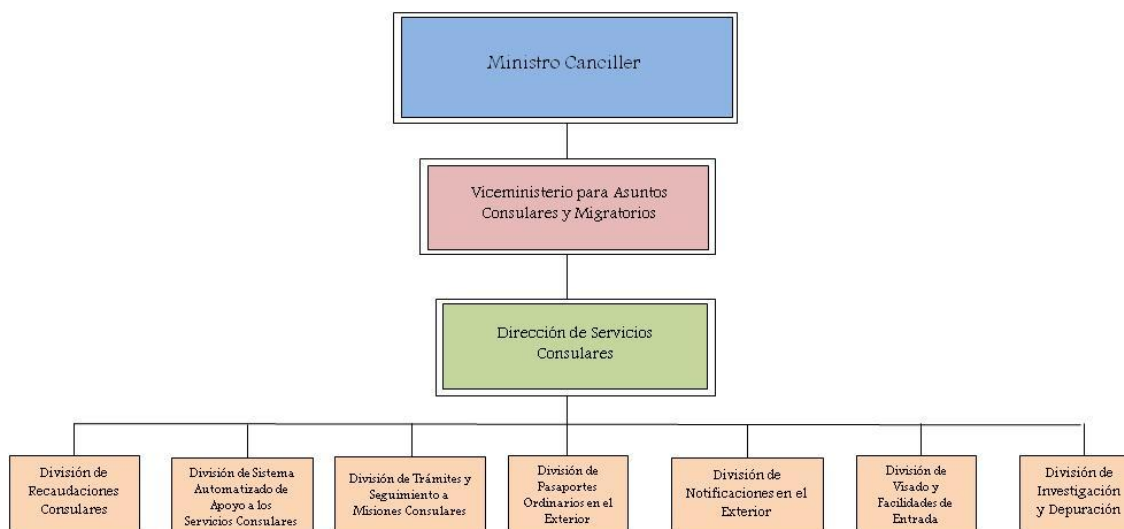 Ministro Canciller
Viceministerio para Asuntos
Consulares y Migratorios
Dirección de Servicios
Consulares
División de
Recaudaciones
Consulares
División de Sistema
Automatizado de
Apoyo a los
Servicios Consulares
División de Trámites y
Seguimiento a
Misiones Consulares
División de
Pasaportes
Ordinarios en el
Exterior
División de
Notificaciones en el
Exterior
División de
Visado y
Facilidades de
Entrada
División de
Investigación
y Depuración